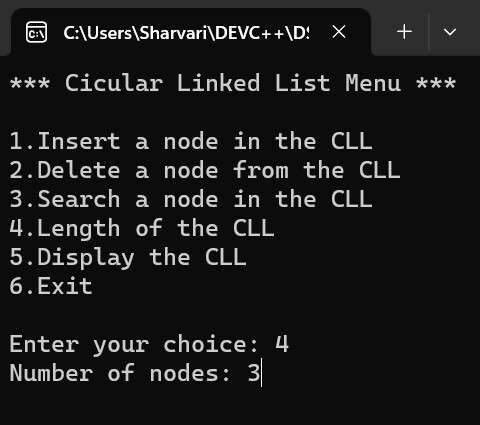 C:\Users\Sharvari\DEVC++\DS
*** Cicular Linked List Menu ***
1.Insert a node in the CLL
2.Delete a node from the CLL
3.Search a node in the CLL
4.Length of the CLL
5.Display the CLL
6.Exit
Enter your choice: 4
Number of nodes: 3